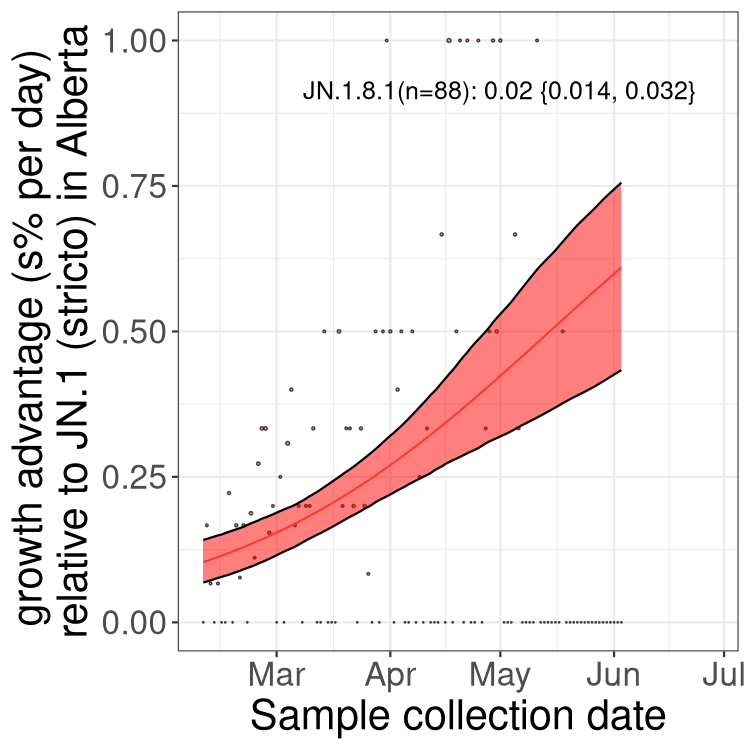 growth advantage (s% per day)
relative to JN.1 (stricto) in Alberta
1.00
0.75
0.50
0.25
0.00
JN.1.8.1(n=88): 0.02 {0.014, 0.032}
Mar Apr May Jun Jul
Sample collection date